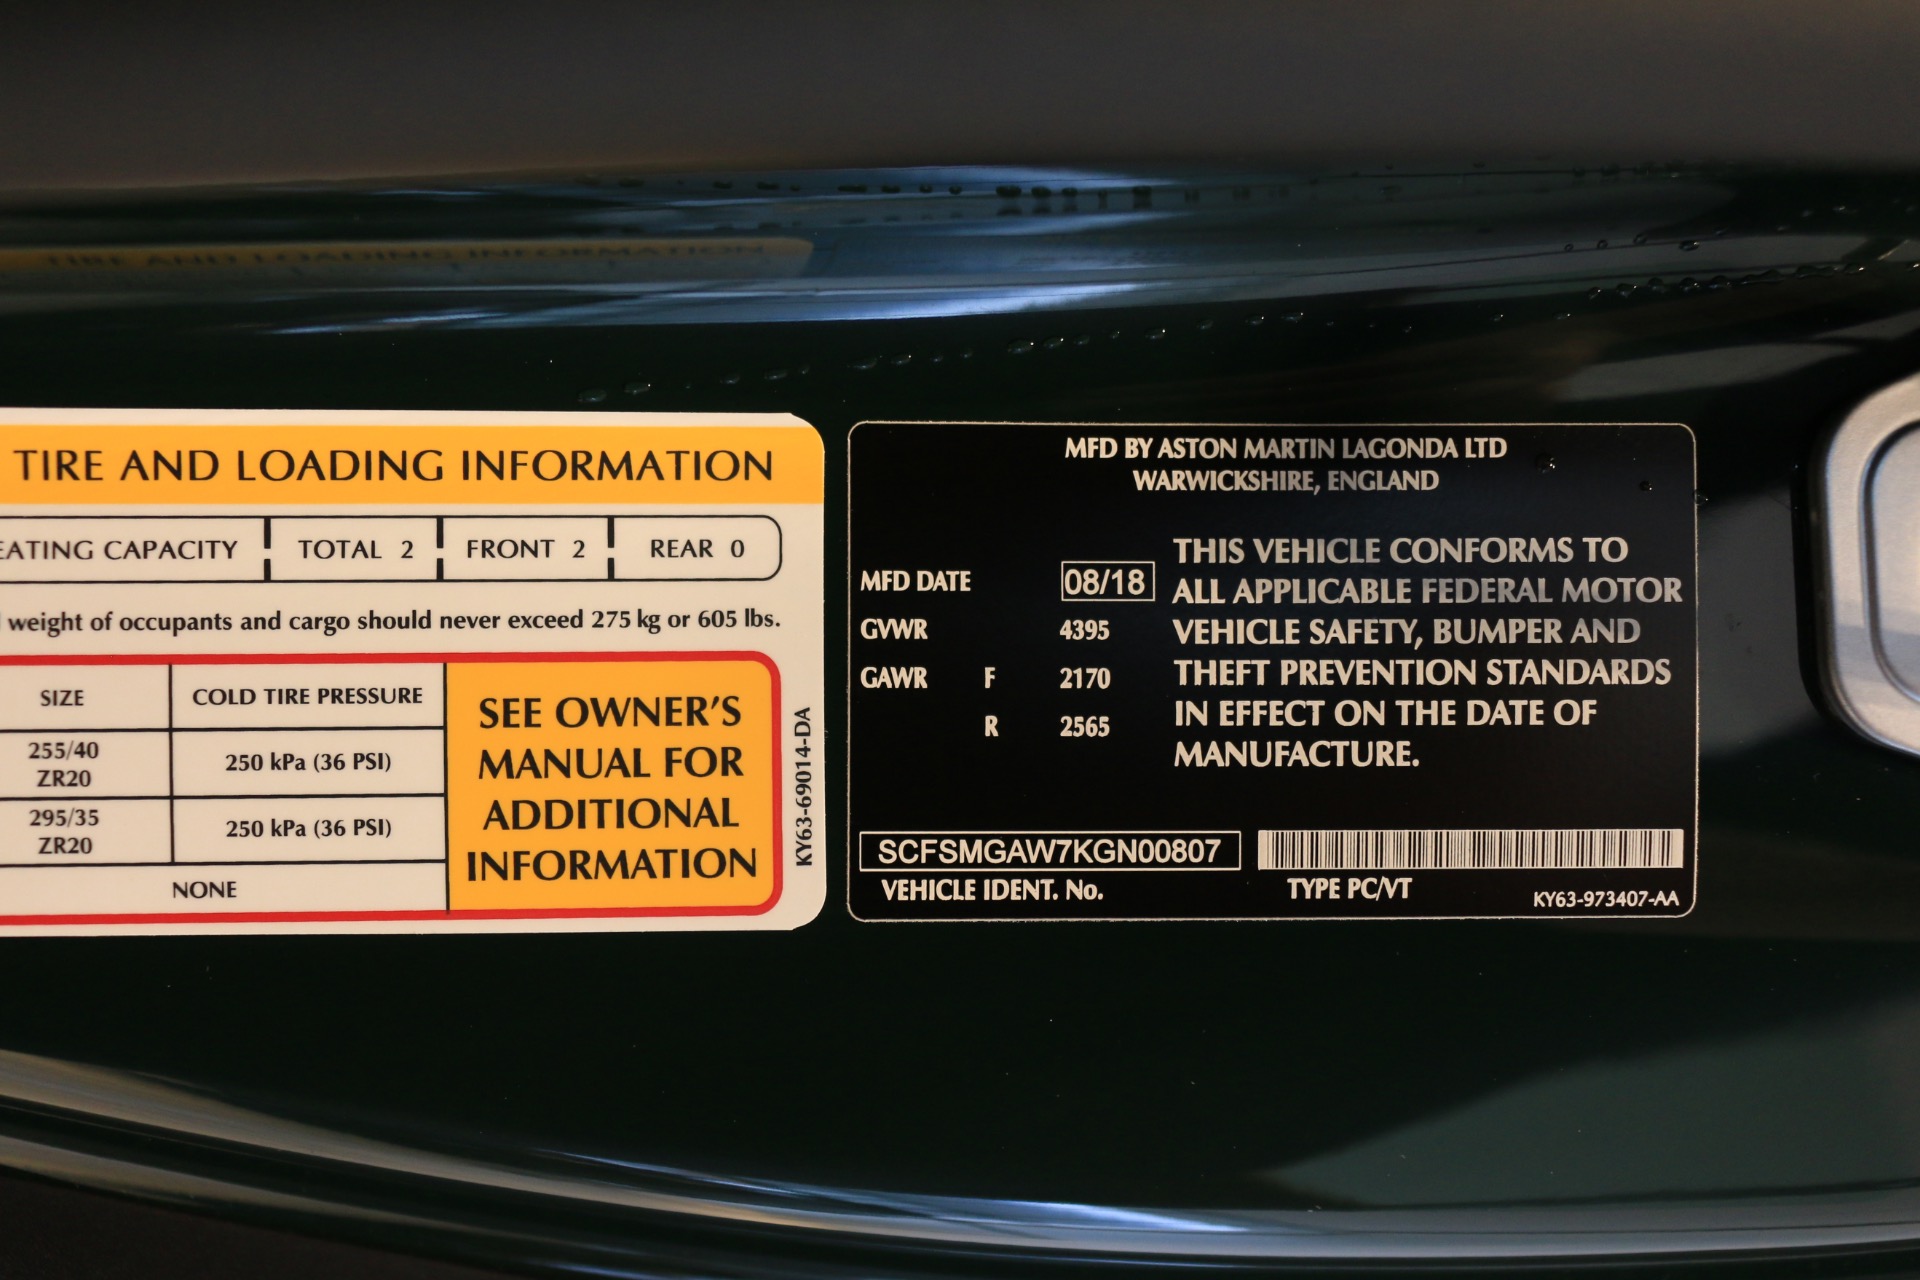 TIRE AND LOADING INFORMATION
EATING CAPACITY TOTAL 2 FRONT 2 REAR 0
weight of occupants and cargo should never exceed 275 kg or 605 lbs.
SIZE COLD TIRE PRESSURE
255/40
ZR20
250 kPa (36 PSI)
295/35
ZR20
250 kPa (36 PSI)
NONE
SEE OWNER'S
MANUAL FOR
ADDITIONAL
INFORMATION
KY63-69014-DA
MFD BY ASTON MARTIN LAGONDA LTD
WARWICKSHIRE, ENGLAND
MFD DATE 08/18
GVWR 4395
GAWR F 2170
R 2565
THIS VEHICLE CONFORMS TO
ALL APPLICABLE FEDERAL MOTOR
VEHICLE SAFETY, BUMPER AND
THEFT PREVENTION STANDARDS
IN EFFECT ON THE DATE OF
MANUFACTURE.
SCFSMGAW7KGN00807
VEHICLE IDENT. No.
TYPE PC/VT
KY63-973407-AA
TIRE AND LOADING INFORMATION